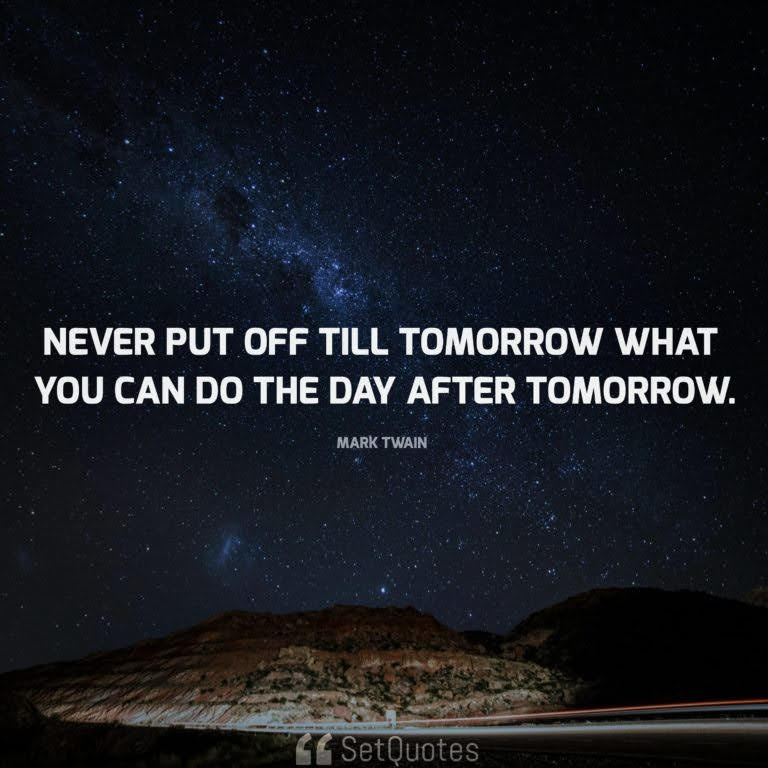 NEVER PUT OFF TILL TOMORROW WHAT
YOU CAN DO THE DAY AFTER TOMORROW.
MARK TWAIN
SetQuotes